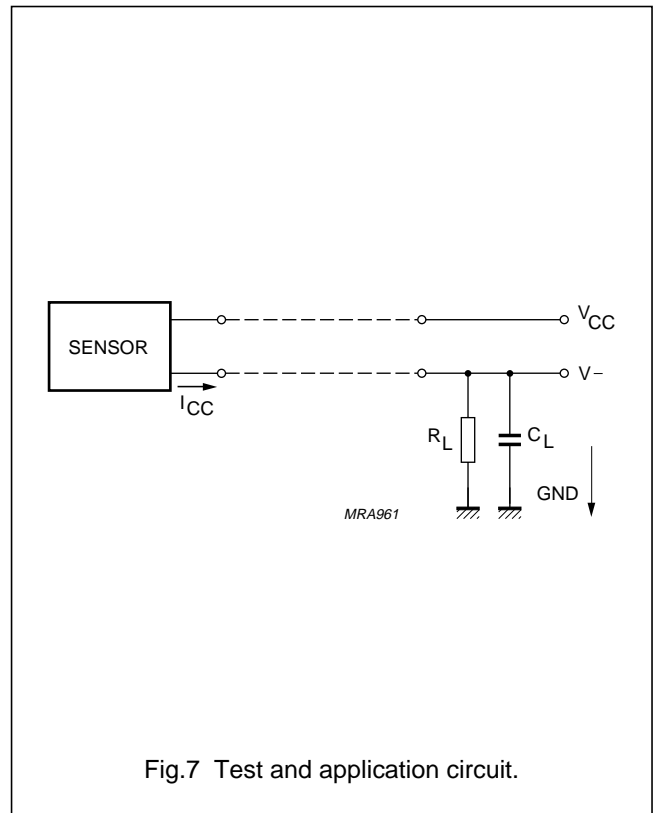 SENSOR
VCC
V−
ICC
RL
CL
GND
MRA961
Fig.7 Test and application circuit.